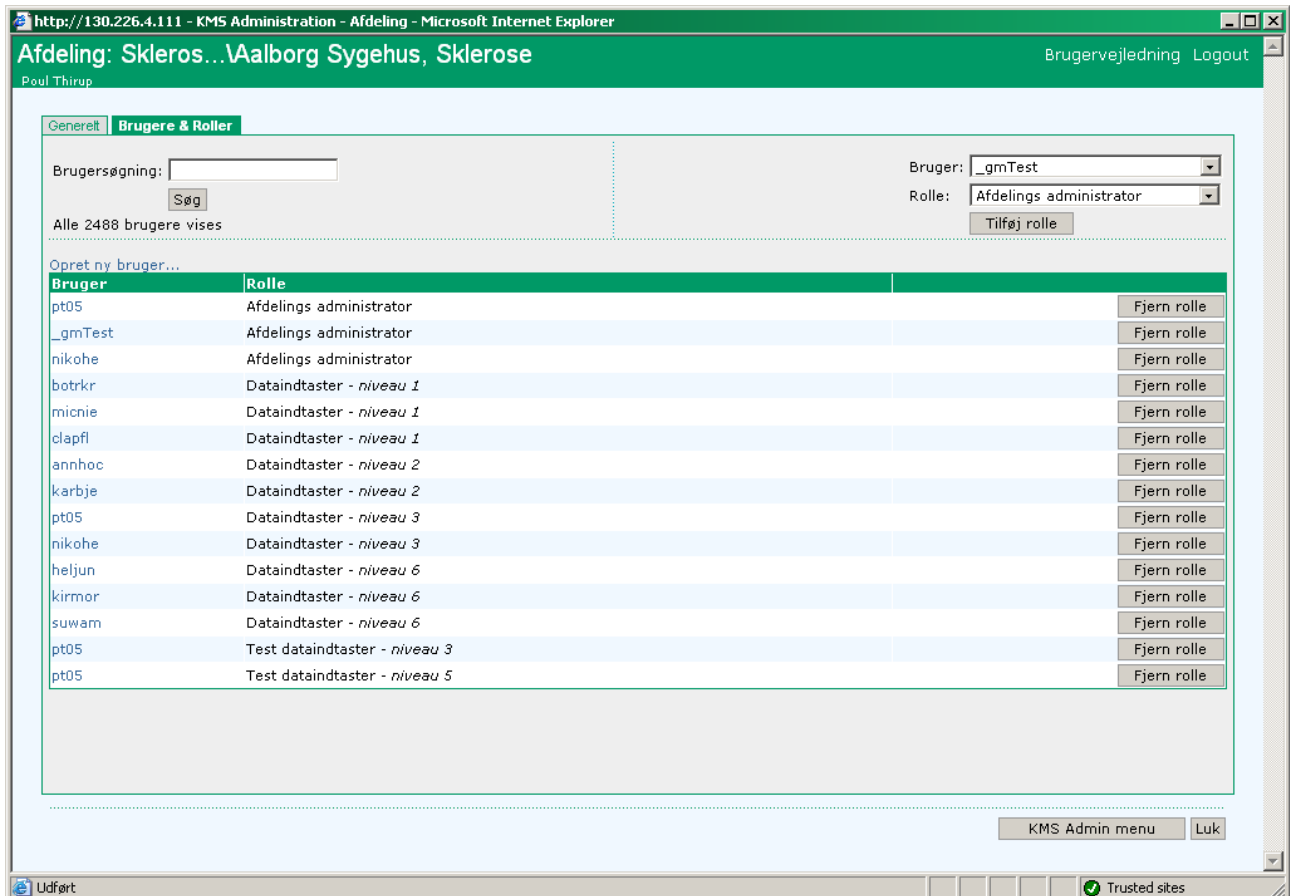 http://130.226.4.111 - KMS Administration - Afdeling - Microsoft Internet Explorer
Afdeling: Skleros...\Aalborg Sygehus, Sklerose
Brugervejledning Logout
Poul Thirup
Generelt Brugere & Roller
Brugersøgning:
Søg
Alle 2488 brugere vises
Bruger: _gmTest
Rolle: Afdelings administrator
Tilføj rolle
Opret ny bruger...
Bruger Rolle
pt05 Afdelings administrator Fjern rolle
_gmTest Afdelings administrator Fjern rolle
nikohe Afdelings administrator Fjern rolle
botrkr Dataindtaster - niveau 1 Fjern rolle
micnie Dataindtaster - niveau 1 Fjern rolle
clapfl Dataindtaster - niveau 1 Fjern rolle
annhoc Dataindtaster - niveau 2 Fjern rolle
karbje Dataindtaster - niveau 2 Fjern rolle
pt05 Dataindtaster - niveau 3 Fjern rolle
nikohe Dataindtaster - niveau 3 Fjern rolle
heljun Dataindtaster - niveau 6 Fjern rolle
kirmor Dataindtaster - niveau 6 Fjern rolle
suwam Dataindtaster - niveau 6 Fjern rolle
pt05 Test dataindtaster - niveau 3 Fjern rolle
pt05 Test dataindtaster - niveau 5 Fjern rolle
KMS Admin menu Luk
Udført Trusted sites